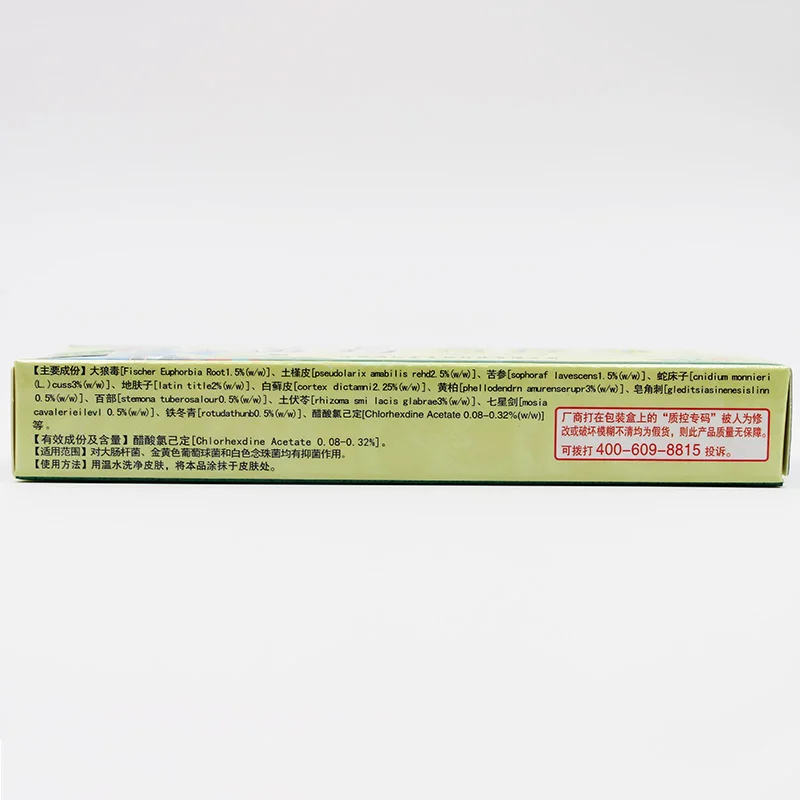 【主要成份】大狼毒[Fischer Euphorbia Root1.5%(w/w)]、土槿皮[pseudolarix amabilis rehd2.5%(w/w)]、苦参[sophoraf lavescens1.5%(w/w)]、蛇床子[cnidium monnieri
(L.)cuss3%(w/w)]、地肤子[latin title2%(w/w)]、白藓皮[cortex dictamni2.25%(w/w)]、黄柏[phellodendrn amurenserupr3%(w/w)]、皂角刺[gleditsiasinenesislinn
0.5%(w/w)]、百部[stemona tuberosalour0.5%(w/w)]、土伏苓[rhizoma smi lacis glabrae3%(w/w)]、七星剑[mosia
cavalerieilevl 0.5%(w/w)]、铁冬青[rotudathunb0.5%(w/w)]、醋酸氯己定[Chlorhexdine Acetate 0.08-0.32%(w/w)]
等。
【有效成份及含量】醋酸氯己定[Chlorhexdine Acetate 0.08-0.32%]。
【适用范围】对大肠杆菌、金黄色葡萄球菌和白色念珠菌均有抑菌作用。
【使用方法】用温水洗净皮肤，将本品涂抹于皮肤处。
厂商打在包装盒上的“质控专码”被人为修
改或破坏模糊不清均为假货，则此产品质量无保障。
可拨打 400-609-8815 投诉。